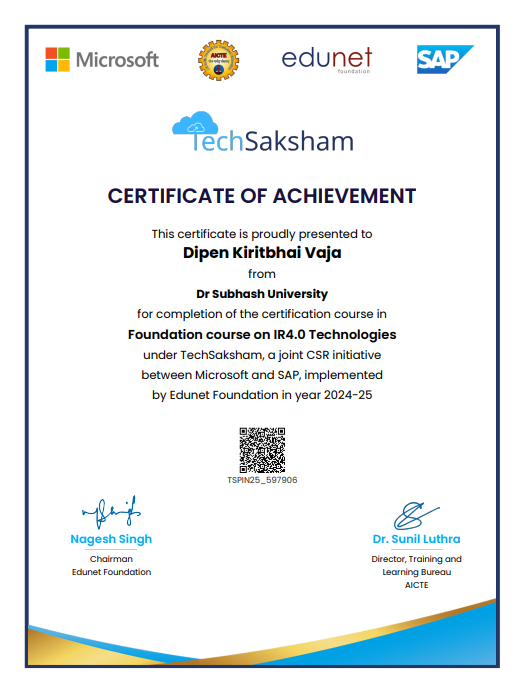 Microsoft
AICTE
edunet
foundation
SAP
TechSaksham
CERTIFICATE OF ACHIEVEMENT
This certificate is proudly presented to
Dipen Kiritbhai Vaja
from
Dr Subhash University
for completion of the certification course in
Foundation course on IR4.0 Technologies
under TechSaksham, a joint CSR initiative
between Microsoft and SAP, implemented
by Edunet Foundation in year 2024-25
TSPIN25_597906
Nagesh Singh
Chairman
Edunet Foundation
Dr. Sunil Luthra
Director, Training and
Learning Bureau
AICTE